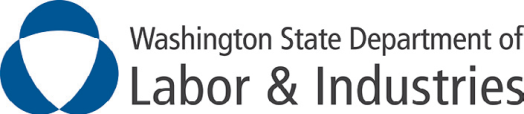 Washington State Department of
Labor & Industries